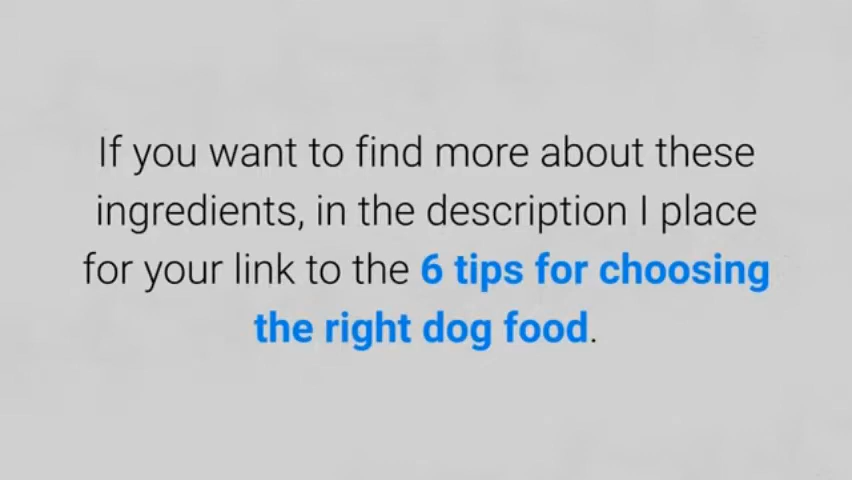 If you want to find more about these
ingredients, in the description I place
for your link to the 6 tips for choosing
the right dog food.